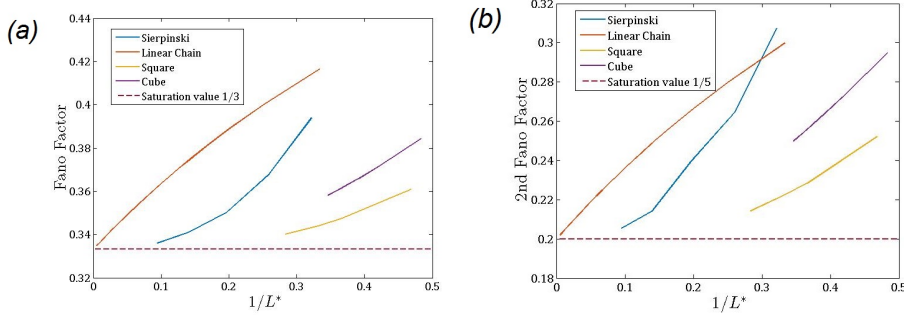 (a)
0.44
0.42
0.4
0.38
0.36
0.34
0.32
Fano Factor
Sierpinski
Linear Chain
Square
Cube
Saturation value 1/3
0
0.1
0.2
0.3
0.4
0.5
1/L*
(b)
0.3
0.28
0.26
0.24
0.22
0.2
0.18
2nd Fano Factor
Sierpinski
Linear Chain
Square
Cube
Saturation value 1/5
0
0.1
0.2
0.3
0.4
0.5
1/L*